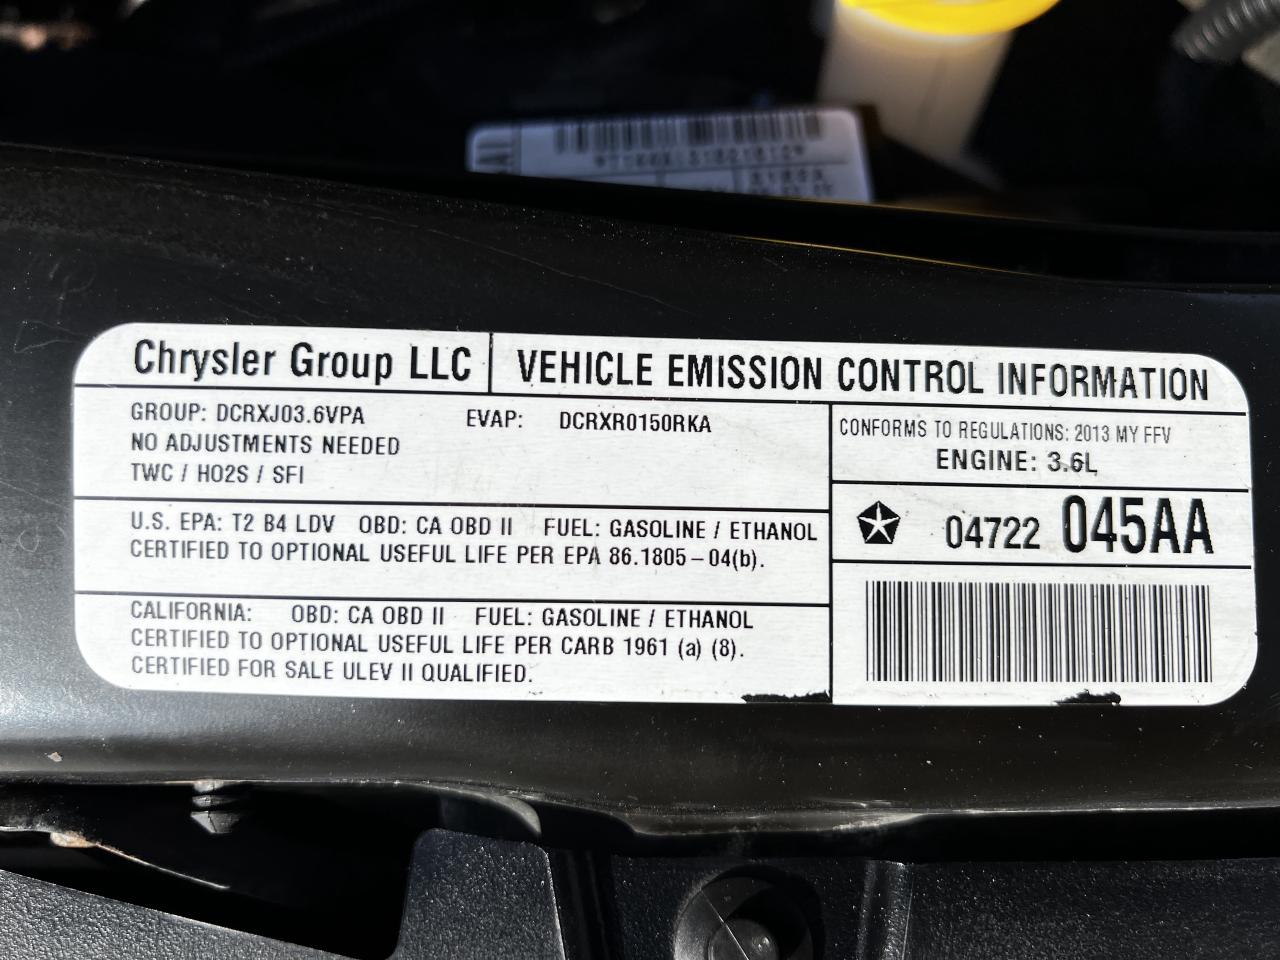 Chrysler Group LLC
VEHICLE EMISSION CONTROL INFORMATION
GROUP: DCRXJ03.6VPA EVAP: DCRXR0150RKA
NO ADJUSTMENTS NEEDED
TWC / HO2S / SFI
CONFORMS TO REGULATIONS: 2013 MY FFV
ENGINE: 3.6L
04722 045AA
U.S. EPA: T2 B4 LDV OBD: CA OBD II FUEL: GASOLINE / ETHANOL
CERTIFIED TO OPTIONAL USEFUL LIFE PER EPA 86.1805-04(b).
CALIFORNIA: OBD: CA OBD II FUEL: GASOLINE / ETHANOL
CERTIFIED TO OPTIONAL USEFUL LIFE PER CARB 1961 (a) (8).
CERTIFIED FOR SALE ULEV II QUALIFIED.